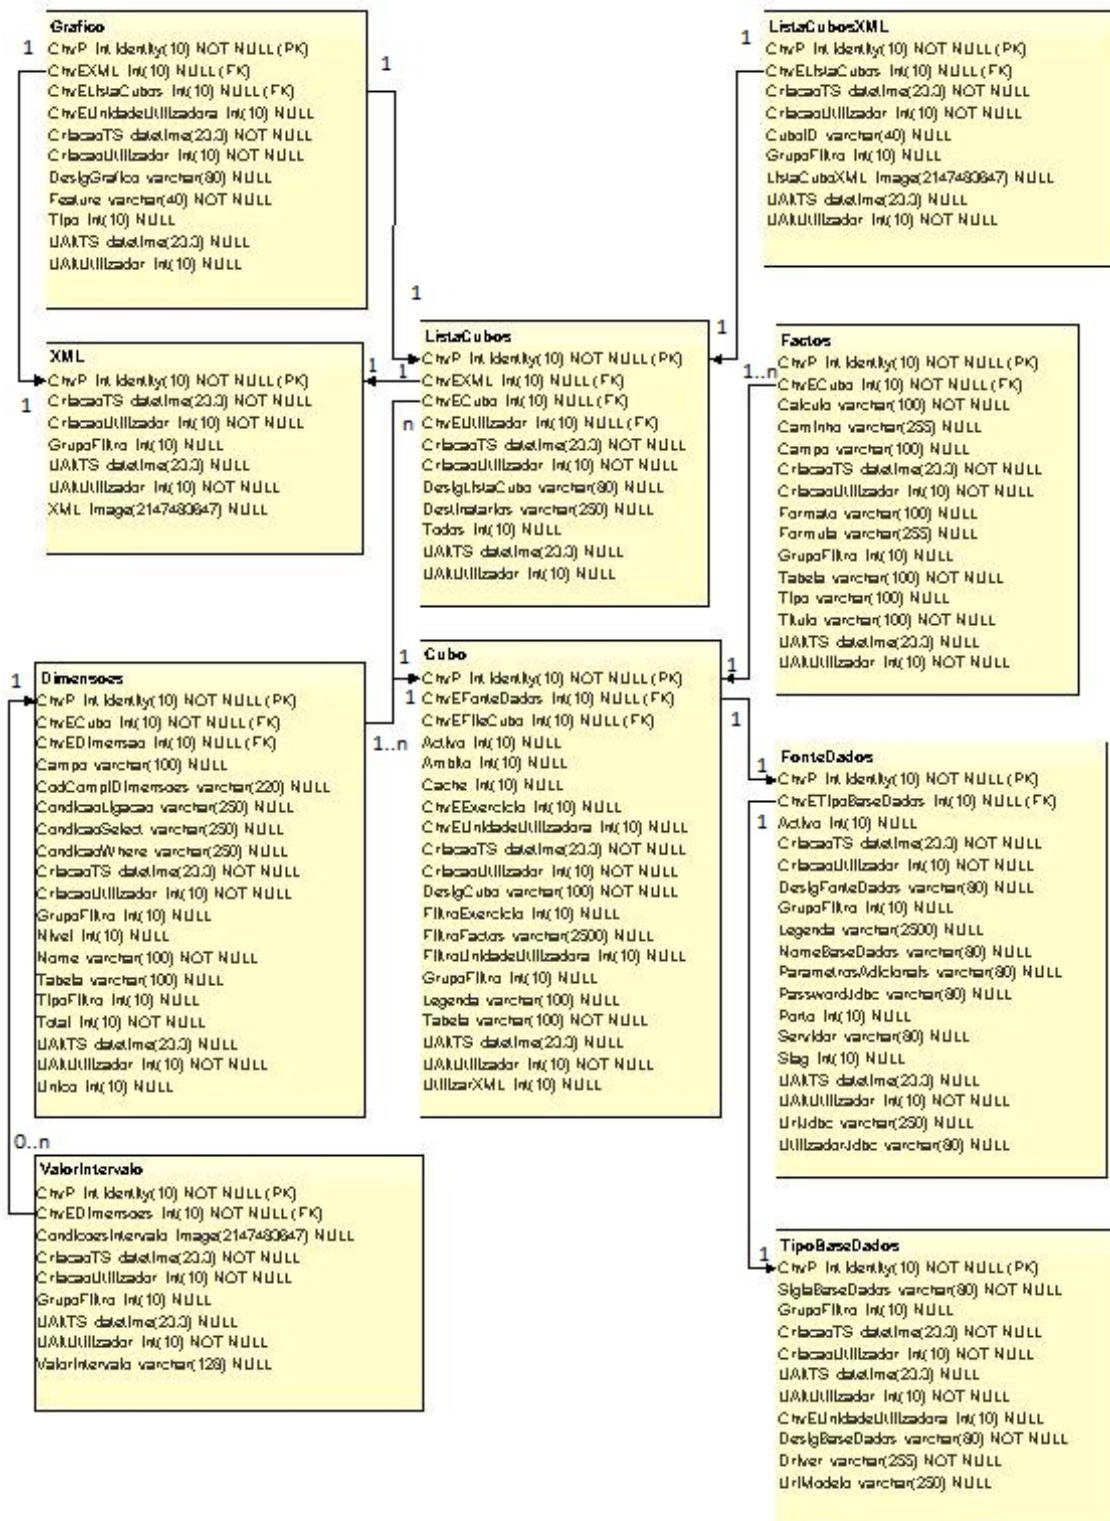 Grafico
ChvP int identity(10) NOT NULL (PK)
ChvEXML int(10) NULL (FK)
ChvEListaCubos int(10) NULL (FK)
ChvEUnidadeUtilizadora int(10) NULL
CriacaoTS datetime(23.3) NOT NULL
CriacaoUtilizador int(10) NOT NULL
DesigGrafico varchar(80) NULL
Feature varchar(40) NOT NULL
Tipo int(10) NULL
UAltTS datetime(23.3) NULL
UAltUtilizador int(10) NULL
1
1
1
ListaCubosXML
ChvP int identity(10) NOT NULL (PK)
ChvEListaCubos int(10) NULL (FK)
CriacaoTS datetime(23.3) NOT NULL
CriacaoUtilizador int(10) NOT NULL
CuboID varchar(40) NULL
GrupoFiltro int(10) NULL
ListaCuboXML image(2147483647) NULL
UAltTS datetime(23.3) NULL
UAltUtilizador int(10) NOT NULL
XML
ChvP int identity(10) NOT NULL (PK)
CriacaoTS datetime(23.3) NOT NULL
CriacaoUtilizador int(10) NOT NULL
GrupoFiltro int(10) NULL
UAltTS datetime(23.3) NULL
UAltUtilizador int(10) NOT NULL
XML image(2147483647) NULL
1
1
1
1
1
n
ListaCubos
ChvP int identity(10) NOT NULL (PK)
ChvEXML int(10) NULL (FK)
ChvECubo int(10) NULL (FK)
ChvEUtilizador int(10) NULL (FK)
CriacaoTS datetime(23.3) NOT NULL
CriacaoUtilizador int(10) NOT NULL
DesigListaCubo varchar(80) NULL
Destinatarios varchar(250) NULL
Todos int(10) NULL
UAltTS datetime(23.3) NULL
UAltUtilizador int(10) NULL
1..n
Factos
ChvP int identity(10) NOT NULL (PK)
ChvECubo int(10) NOT NULL (FK)
Calculo varchar(100) NOT NULL
Caminho varchar(255) NULL
Campo varchar(100) NULL
CriacaoTS datetime(23.3) NOT NULL
CriacaoUtilizador int(10) NOT NULL
Formato varchar(100) NULL
Formula varchar(255) NULL
GrupoFiltro int(10) NULL
Tabela varchar(100) NOT NULL
Tipo varchar(100) NULL
Titulo varchar(100) NOT NULL
UAltTS datetime(23.3) NULL
UAltUtilizador int(10) NOT NULL
1
Dimensoes
ChvP int identity(10) NOT NULL (PK)
ChvECubo int(10) NOT NULL (FK)
ChvEDimensao int(10) NULL (FK)
Campo varchar(100) NULL
CodCampIDimensoes varchar(220) NULL
CondicaoLigacao varchar(250) NULL
CondicaoSelect varchar(250) NULL
CondicaoWhere varchar(250) NULL
CriacaoTS datetime(23.3) NOT NULL
CriacaoUtilizador int(10) NOT NULL
GrupoFiltro int(10) NULL
Nivel int(10) NULL
Nome varchar(100) NOT NULL
Tabela varchar(100) NULL
TipoFiltro int(10) NULL
Total int(10) NOT NULL
UAltTS datetime(23.3) NULL
UAltUtilizador int(10) NOT NULL
Unico int(10) NULL
1
1
1..n
Cubo
ChvP int identity(10) NOT NULL (PK)
ChvEFonteDados int(10) NULL (FK)
ChvEFileCubo int(10) NULL (FK)
Activo int(10) NULL
Ambito int(10) NULL
Cache int(10) NULL
ChvEExercicio int(10) NULL
ChvEUnidadeUtilizadora int(10) NULL
CriacaoTS datetime(23.3) NOT NULL
CriacaoUtilizador int(10) NOT NULL
DesigCubo varchar(100) NOT NULL
FiltroExercicio int(10) NULL
FiltroFactos varchar(2500) NULL
FiltroUnidadeUtilizadora int(10) NULL
GrupoFiltro int(10) NULL
Legenda varchar(100) NULL
Tabela varchar(100) NOT NULL
UAltTS datetime(23.3) NULL
UAltUtilizador int(10) NOT NULL
UtilizarXML int(10) NULL
1
1
1
1
FonteDados
ChvP int identity(10) NOT NULL (PK)
ChvETipoBaseDados int(10) NULL (FK)
Activo int(10) NULL
CriacaoTS datetime(23.3) NOT NULL
CriacaoUtilizador int(10) NOT NULL
DesigFonteDados varchar(80) NULL
GrupoFiltro int(10) NULL
Legenda varchar(2500) NULL
NomeBaseDados varchar(80) NULL
ParametrosAdicionais varchar(80) NULL
PasswordJdbc varchar(80) NULL
Porto int(10) NULL
Servidor varchar(80) NULL
Stag int(10) NULL
UAltTS datetime(23.3) NULL
UAltUtilizador int(10) NOT NULL
UrlJdbc varchar(250) NULL
UtilizadorJdbc varchar(80) NULL
0..n
ValorIntervalo
ChvP int identity(10) NOT NULL (PK)
ChvEDimensoes int(10) NOT NULL (FK)
CondicoesIntervalo image(2147483647) NULL
CriacaoTS datetime(23.3) NOT NULL
CriacaoUtilizador int(10) NOT NULL
GrupoFiltro int(10) NULL
UAltTS datetime(23.3) NULL
UAltUtilizador int(10) NOT NULL
ValorIntervalo varchar(128) NULL
1
TipoBaseDados
ChvP int identity(10) NOT NULL (PK)
SiglaBaseDados varchar(80) NOT NULL
GrupoFiltro int(10) NULL
CriacaoTS datetime(23.3) NOT NULL
CriacaoUtilizador int(10) NOT NULL
UAltTS datetime(23.3) NULL
UAltUtilizador int(10) NOT NULL
ChvEUnidadeUtilizadora int(10) NULL
DesigBaseDados varchar(80) NOT NULL
Driver varchar(255) NOT NULL
UrlModelo varchar(250) NULL